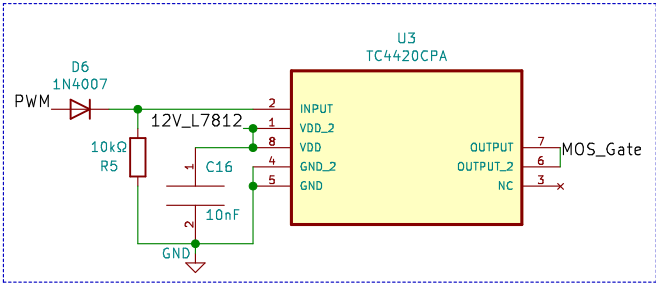 U3
TC4420CPA
D6
1N4007
PWM
2 INPUT
12V_L7812
1 VDD_2
10kΩ
R5
8 VDD
OUTPUT 7
MOS_Gate
1
C16
4 GND_2
OUTPUT_2 6
5 GND
NC 3
10nF
2
GND